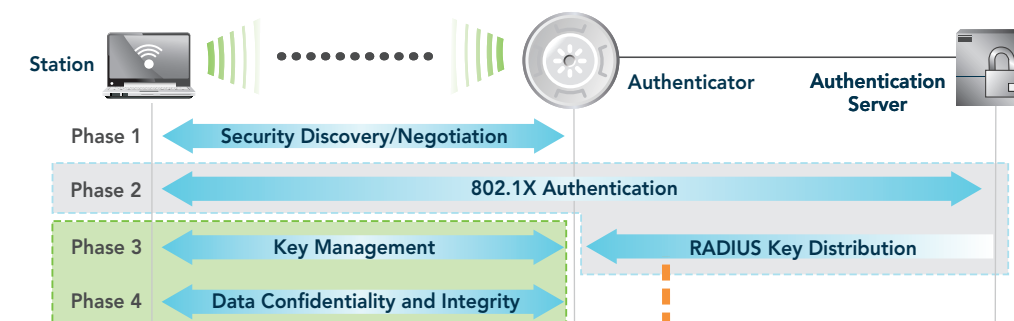 Station
Authenticator
Authentication
Server
Phase 1
Security Discovery/Negotiation
Phase 2
802.1X Authentication
Phase 3
Key Management
RADIUS Key Distribution
Phase 4
Data Confidentiality and Integrity